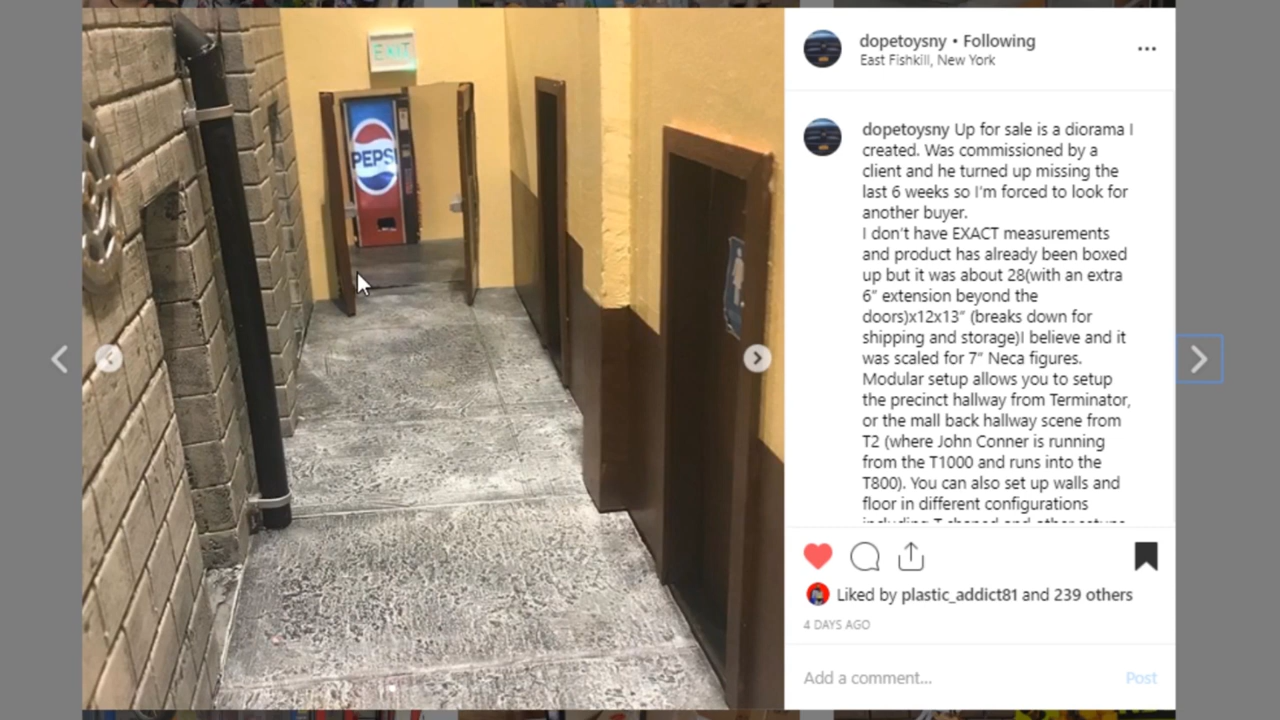 EXIT
PEPSI
dopetoysny • Following
East Fishkill, New York
dopetoysny Up for sale is a diorama I
created. Was commissioned by a
client and he turned up missing the
last 6 weeks so I'm forced to look for
another buyer.
I don't have EXACT measurements
and product has already been boxed
up but it was about 28(with an extra
6" extension beyond the
doors)x12x13" (breaks down for
shipping and storage)I believe and it
was scaled for 7" Neca figures.
Modular setup allows you to setup
the precinct hallway from Terminator,
or the mall back hallway scene from
T2 (where John Conner is running
from the T1000 and runs into the
T800). You can also set up walls and
floor in different configurations
including T shaped and other setups
Liked by plastic_addict81 and 239 others
4 DAYS AGO
Add a comment...
Post